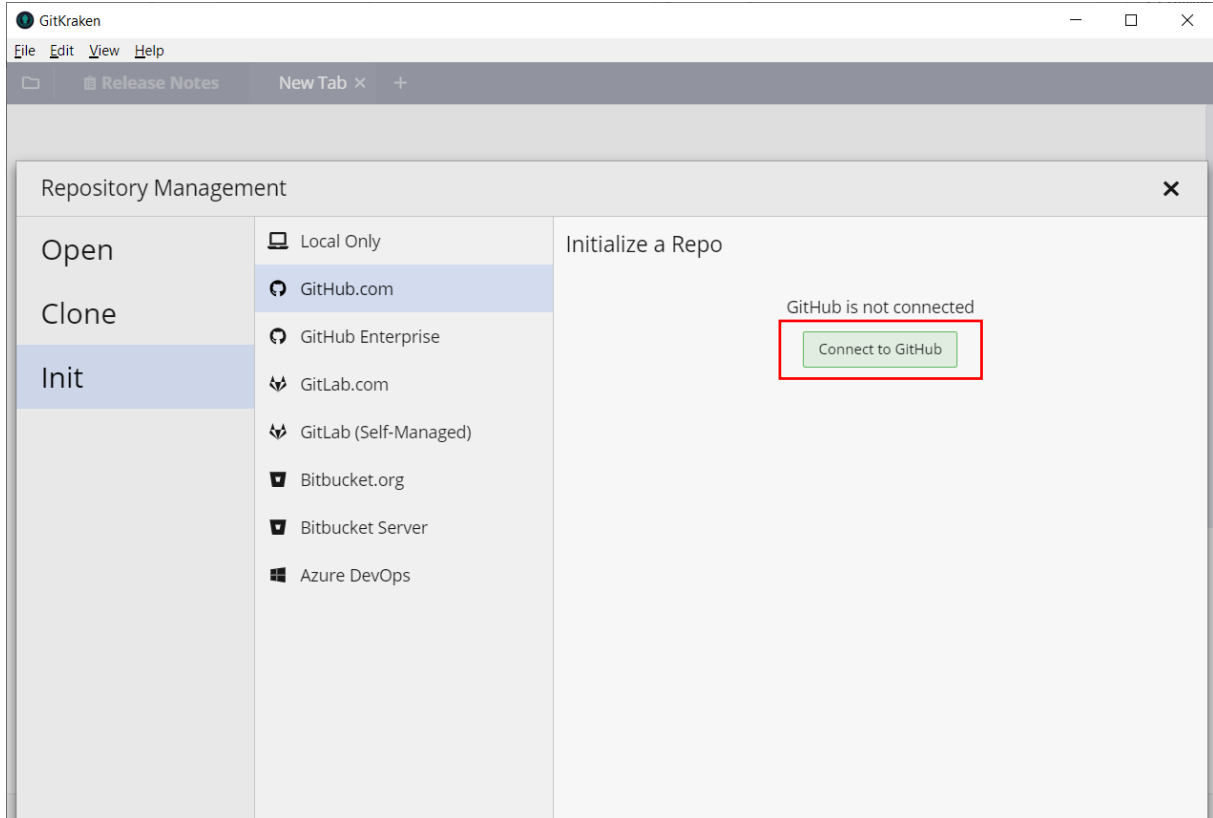 GitKraken
File Edit View Help
Release Notes New Tab
Repository Management
Open
Clone
Init
Local Only
GitHub.com
GitHub Enterprise
GitLab.com
GitLab (Self-Managed)
Bitbucket.org
Bitbucket Server
Azure DevOps
Initialize a Repo
GitHub is not connected
Connect to GitHub